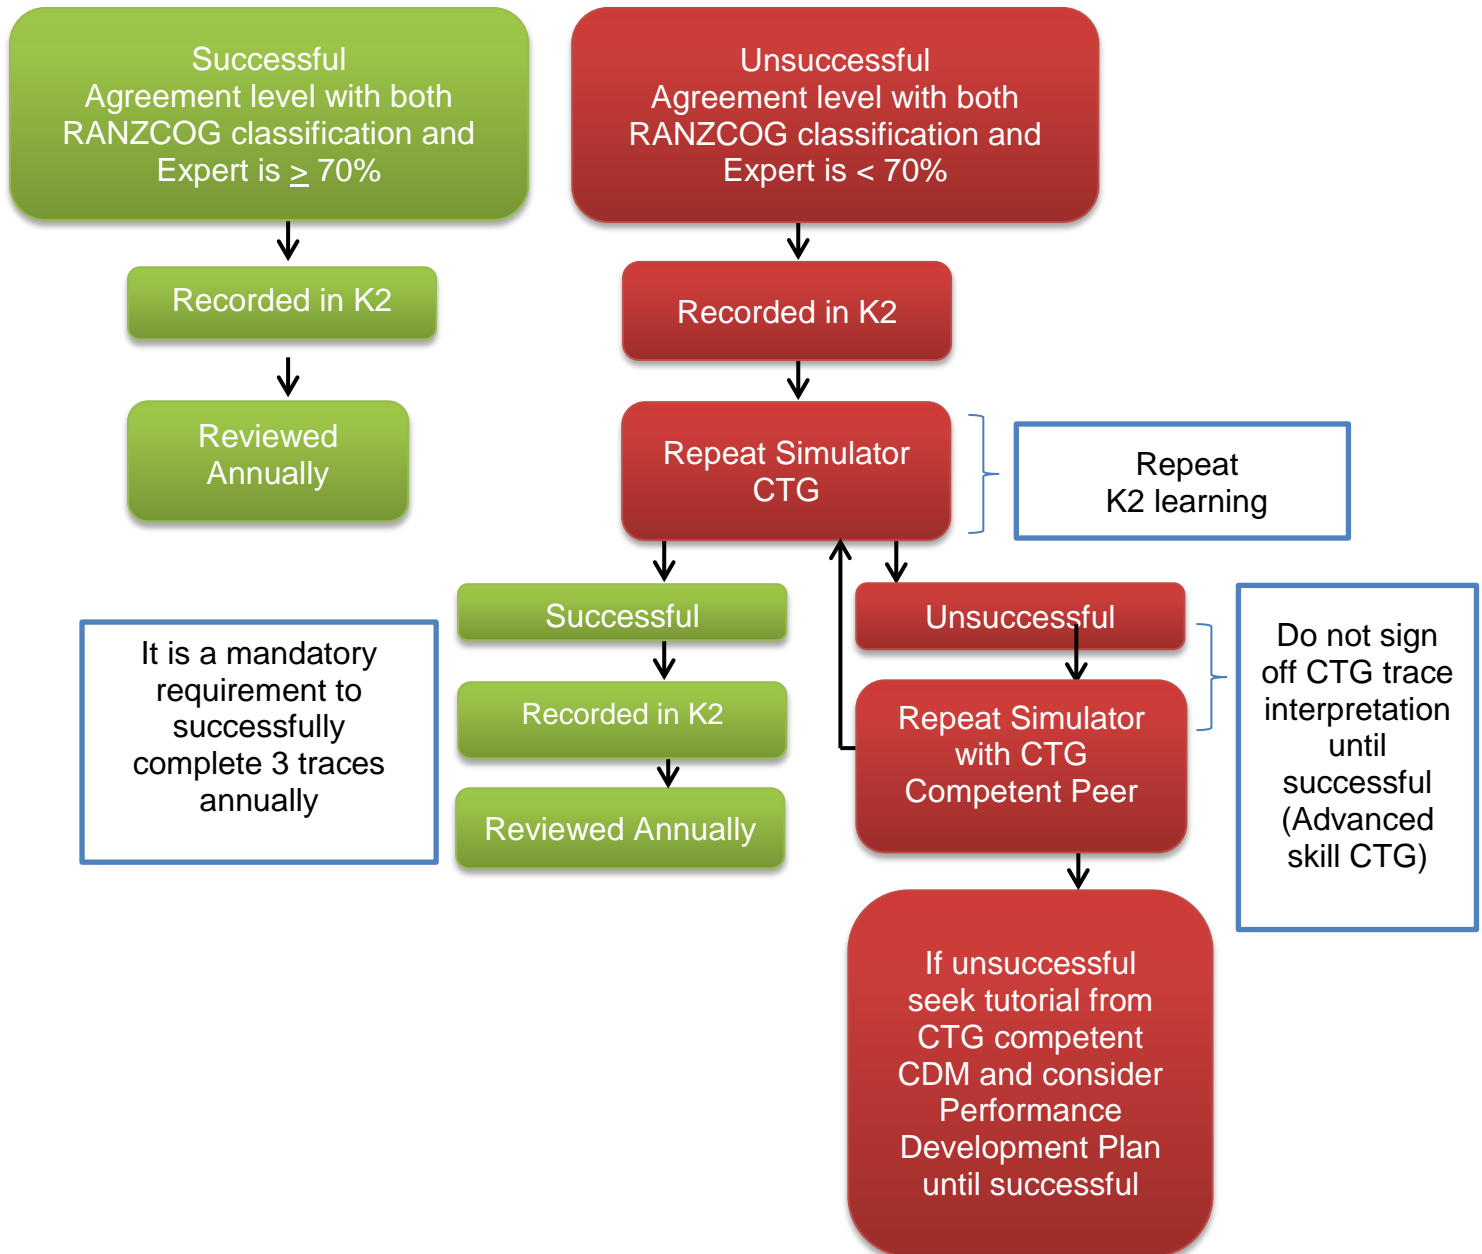 Successful
Agreement level with both
RANZCOG classification and
Expert is ≥ 70%
Unsuccessful
Agreement level with both
RANZCOG classification and
Expert is < 70%
Recorded in K2
Recorded in K2
Reviewed
Annually
Repeat Simulator
CTG
Repeat
K2 learning
It is a mandatory
requirement to
successfully
complete 3 traces
annually
Successful
Recorded in K2
Reviewed Annually
Unsuccessful
Repeat Simulator
with CTG
Competent Peer
Do not sign
off CTG trace
interpretation
until
successful
(Advanced
skill CTG)
If unsuccessful
seek tutorial from
CTG competent
CDM and consider
Performance
Development Plan
until successful